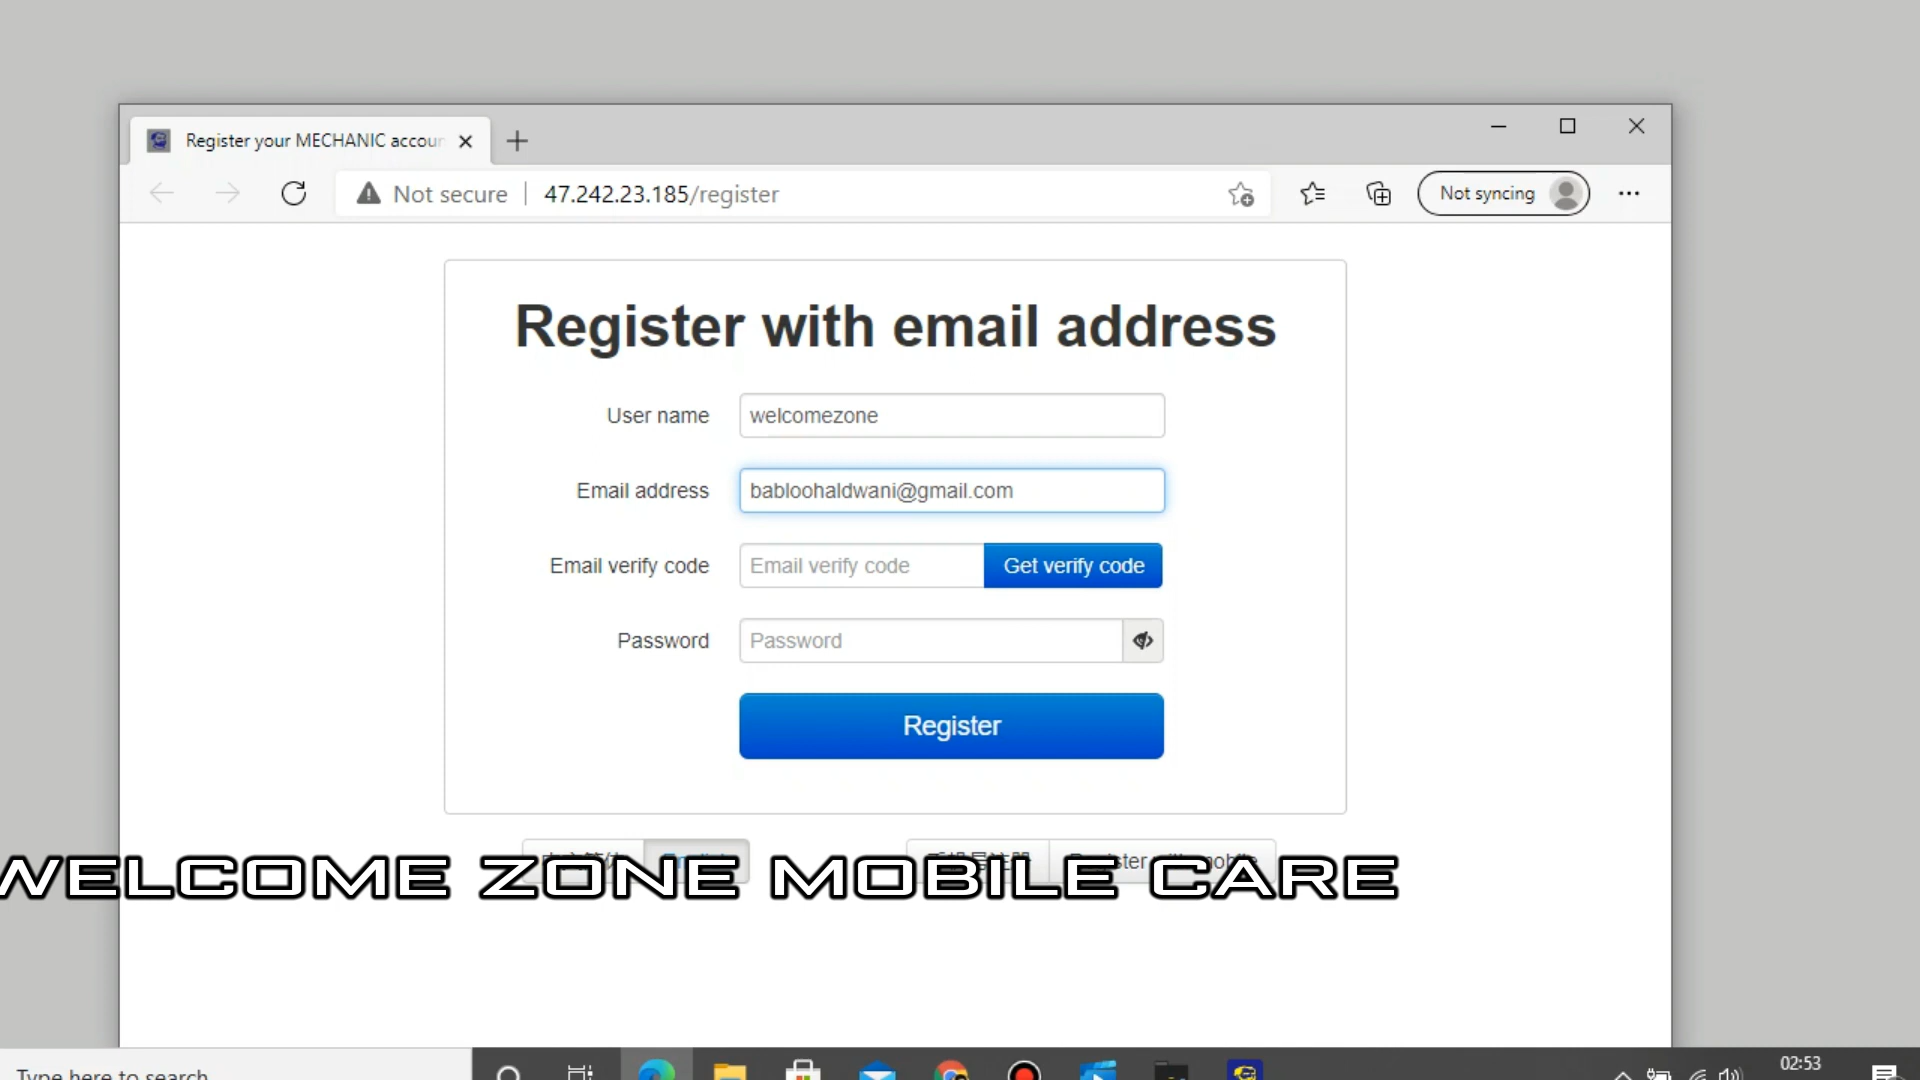 Register your MECHANIC accour
Not secure
47.242.23.185/register
Not syncing
Register with email address
User name
welcomezone
Email address
babloohaldwani@gmail.com
Email verify code
Email verify code
Get verify code
Password
Password
Register
WELCOME ZONE MOBILE CARE
Type here to search
02:53